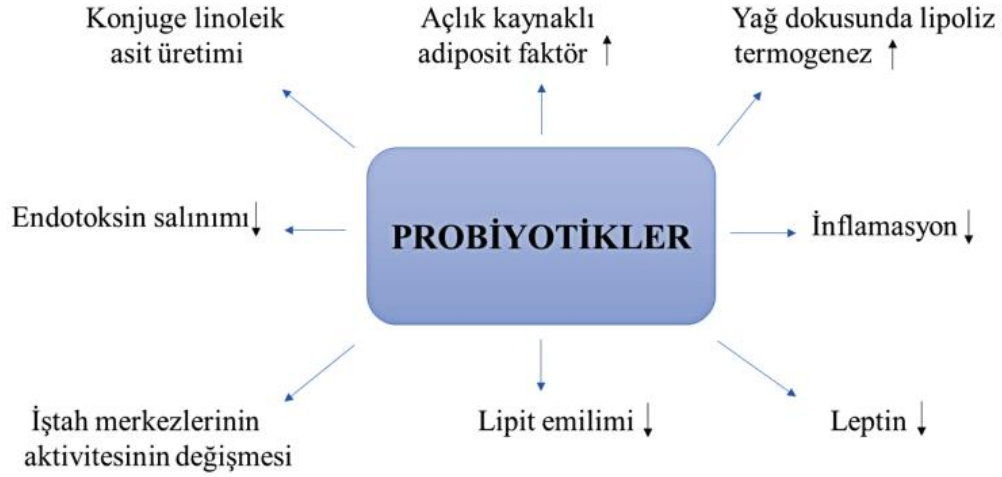 Konjuge linoleik
asit üretimi
Açlık kaynaklı
adiposit faktör ↑
Yağ dokusunda lipoliz
termogenez ↑
Endotoksin salınımı↓
PROBİYOTİKLER
İnflamasyon ↓
İştah merkezlerinin
aktivitesinin değişmesi
Lipit emilimi ↓
Leptin ↓